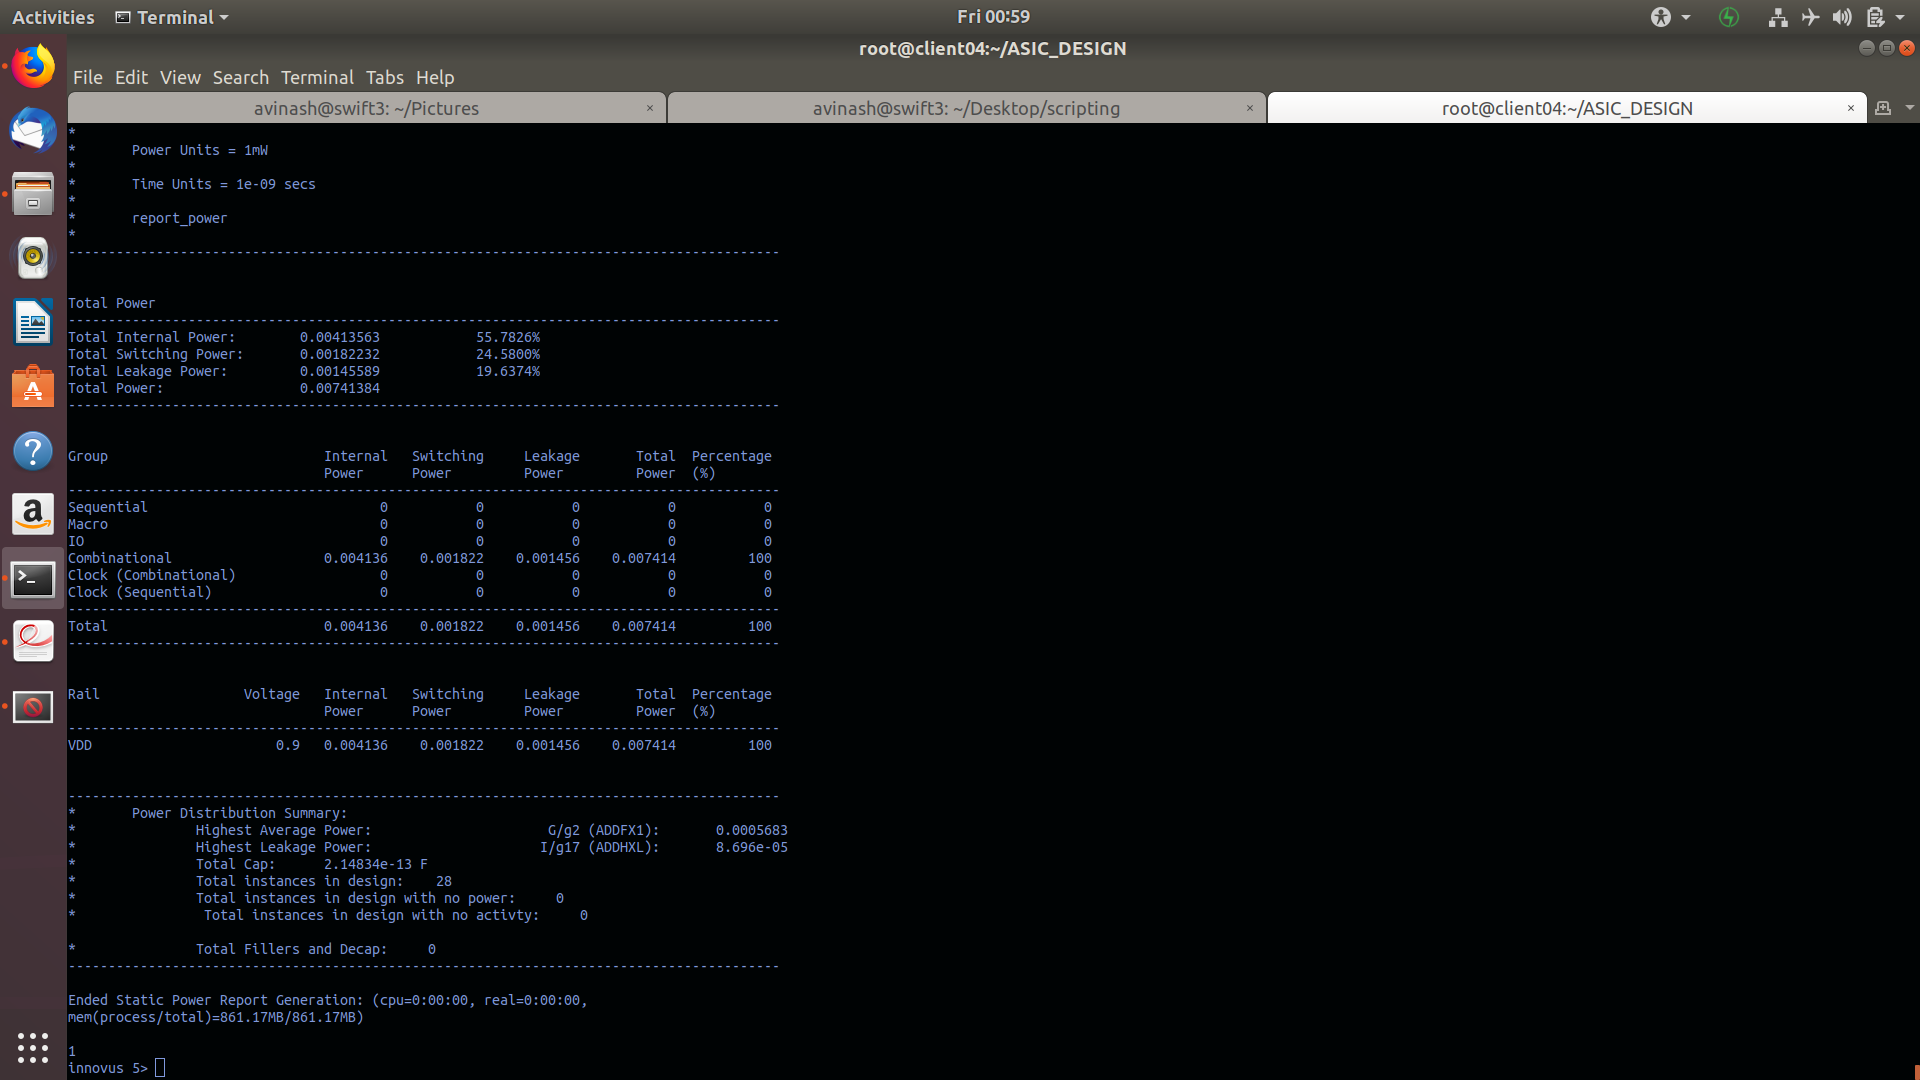 Activities Terminal Fri 00:59
root@client04:~/ASIC_DESIGN
File Edit View Search Terminal Tabs Help
avinash@swift3: ~/Pictures × avinash@swift3: ~/Desktop/scripting × root@client04:~/ASIC_DESIGN ×
*
* Power Units = 1mW
*
* Time Units = 1e-09 secs
*
* report_power
*
-----------------------------------------------------------------------------------------
Total Power
-----------------------------------------------------------------------------------------
Total Internal Power: 0.00413563 55.7826%
Total Switching Power: 0.00182232 24.5800%
Total Leakage Power: 0.00145589 19.6374%
Total Power: 0.00741384
-----------------------------------------------------------------------------------------
Group Internal Switching Leakage Total Percentage
Power Power Power Power (%)
-----------------------------------------------------------------------------------------
Sequential 0 0 0 0 0
Macro 0 0 0 0 0
IO 0 0 0 0 0
Combinational 0.004136 0.001822 0.001456 0.007414 100
Clock (Combinational) 0 0 0 0 0
Clock (Sequential) 0 0 0 0 0
-----------------------------------------------------------------------------------------
Total 0.004136 0.001822 0.001456 0.007414 100
-----------------------------------------------------------------------------------------
Rail Voltage Internal Switching Leakage Total Percentage
Power Power Power Power (%)
-----------------------------------------------------------------------------------------
VDD 0.9 0.004136 0.001822 0.001456 0.007414 100
-----------------------------------------------------------------------------------------
* Power Distribution Summary:
* Highest Average Power: G/g2 (ADDFX1): 0.0005683
* Highest Leakage Power: I/g17 (ADDHXL): 8.696e-05
* Total Cap: 2.14834e-13 F
* Total instances in design: 28
* Total instances in design with no power: 0
* Total instances in design with no activty: 0
* Total Fillers and Decap: 0
-----------------------------------------------------------------------------------------
Ended Static Power Report Generation: (cpu=0:00:00, real=0:00:00,
mem(process/total)=861.17MB/861.17MB)
1
innovus 5>